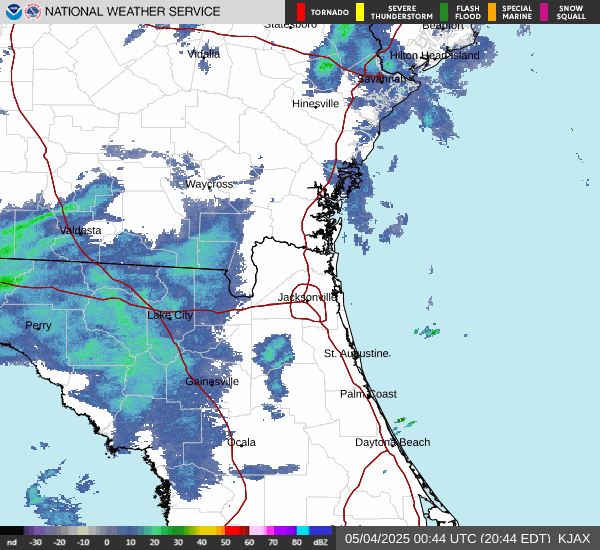 NATIONAL WEATHER SERVICE
TORNADO
SEVERE THUNDERSTORM
FLASH FLOOD
SPECIAL MARINE
SNOW SQUALL
Statesboro
Beaufort
Vidalia
Hilton Head Island
Savannah
Hinesville
Waycross
Valdosta
Jacksonville
Lake City
Perry
St. Augustine
Gainesville
Palm Coast
Ocala
Daytona Beach
nd -30 -20 -10 0 10 20 30 40 50 60 70 80 dBZ
05/04/2025 00:44 UTC (20:44 EDT) KJAX